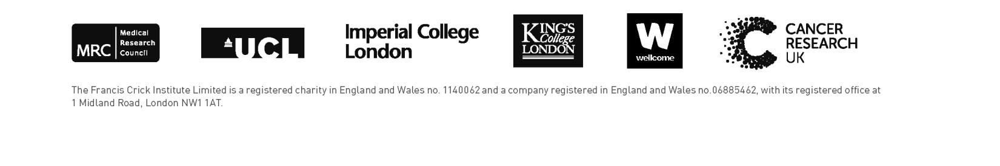 MRC
Medical
Research
Council
UCL
Imperial College
London
KING'S
College
LONDON
W
wellcome
CANCER
RESEARCH
UK
The Francis Crick Institute Limited is a registered charity in England and Wales no. 1140062 and a company registered in England and Wales no.06885462, with its registered office at
1 Midland Road, London NW1 1AT.